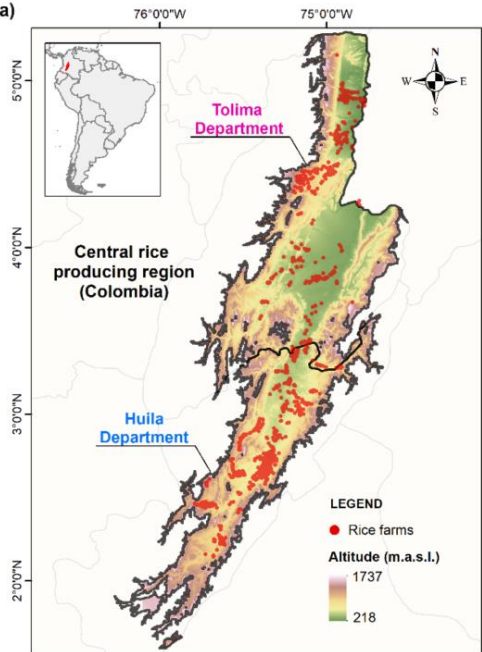 a)
76°0'0"W 75°0'0"W
N
W E
S
5°0'0"N
Tolima
Department
4°0'0"N
Central rice
producing region
(Colombia)
3°0'0"N
Huila
Department
LEGEND
Rice farms
Altitude (m.a.s.l.)
1737
218
2°0'0"N